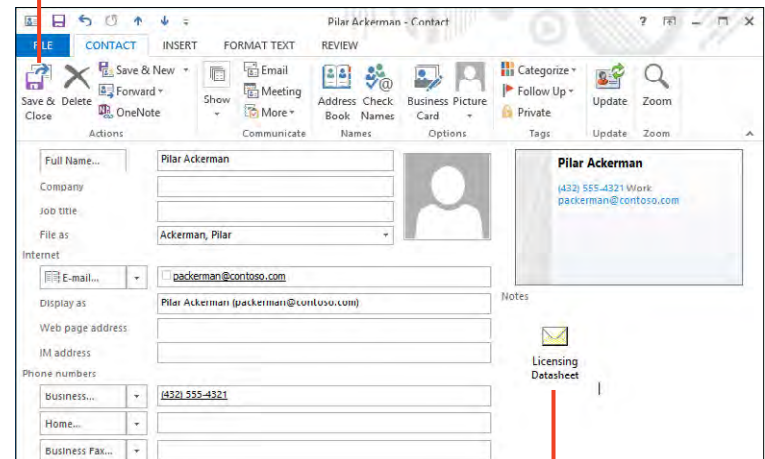 Pilar Ackerman - Contact
FILE CONTACT INSERT FORMAT TEXT REVIEW
Save & Close
Delete
Save & New
Forward
OneNote
Actions
Show
Email
Meeting
More
Communicate
Address Book
Check Names
Names
Business Card
Picture
Options
Categorize
Follow Up
Private
Tags
Update
Update
Zoom
Zoom
Full Name... Pilar Ackerman
Company
Job title
File as Ackerman, Pilar
Internet
E-mail... packerman@contoso.com
Display as Pilar Ackerman (packerman@contoso.com)
Web page address
IM address
Phone numbers
Business... (432) 555-4321
Home...
Business Fax...
Pilar Ackerman
(432) 555-4321 Work
packerman@contoso.com
Notes
Licensing
Datasheet